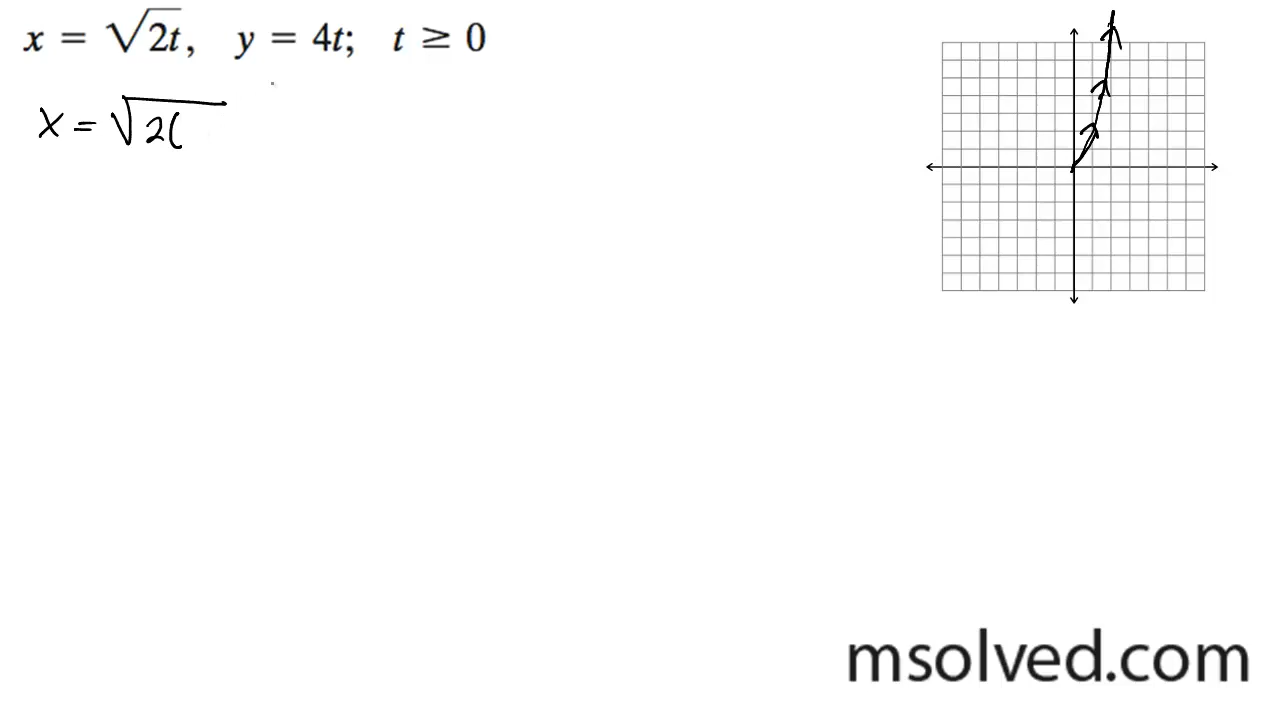 x = √2t, y = 4t; t ≥ 0
x = √2(
msolved.com